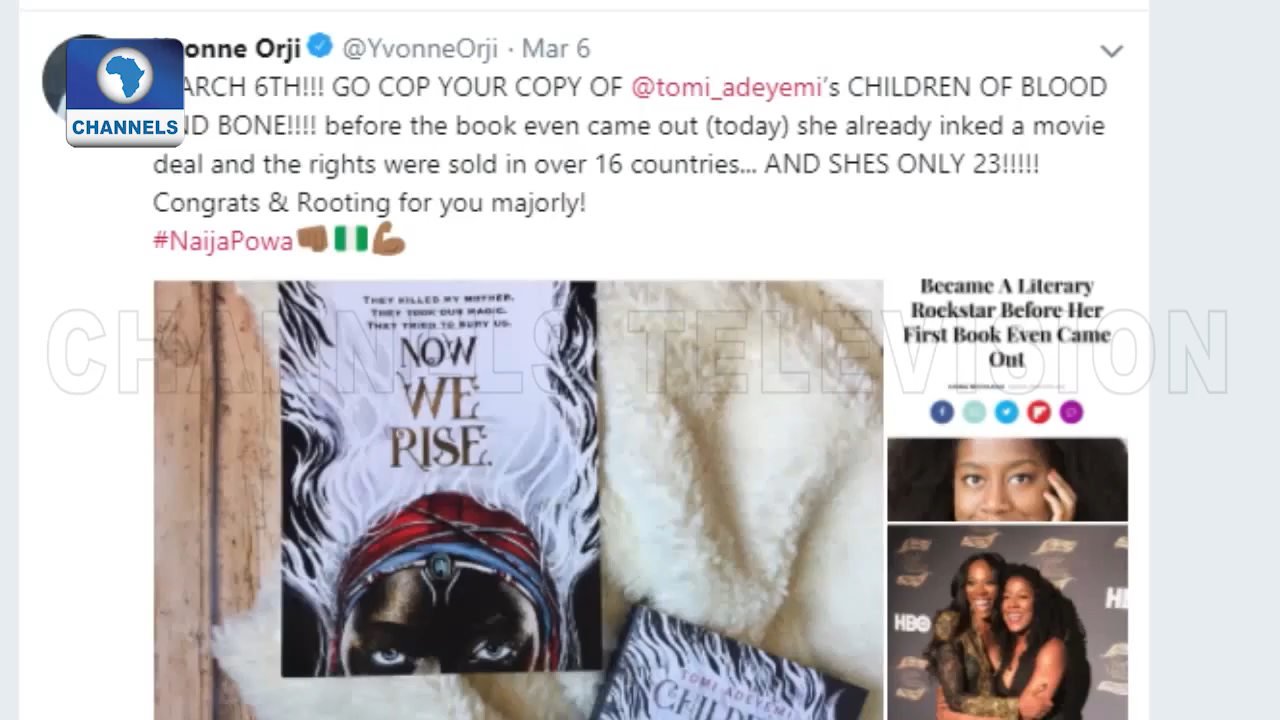 Yvonne Orji @YvonneOrji · Mar 6
ARCH 6TH!!! GO COP YOUR COPY OF @tomi_adeyemi's CHILDREN OF BLOOD
ND BONE!!!! before the book even came out (today) she already inked a movie
deal and the rights were sold in over 16 countries... AND SHES ONLY 23!!!!!
Congrats & Rooting for you majorly!
#NaijaPowa
CHANNELS
THEY KILLED MY MOTHER.
THEY TOOK OUR MAGIC.
THEY TRIED TO BURY US.
NOW
WE
RISE.
TOMI ADEYEMI
Became A Literary
Rockstar Before Her
First Book Even Came
Out
HBO
CHANNELS TELEVISION